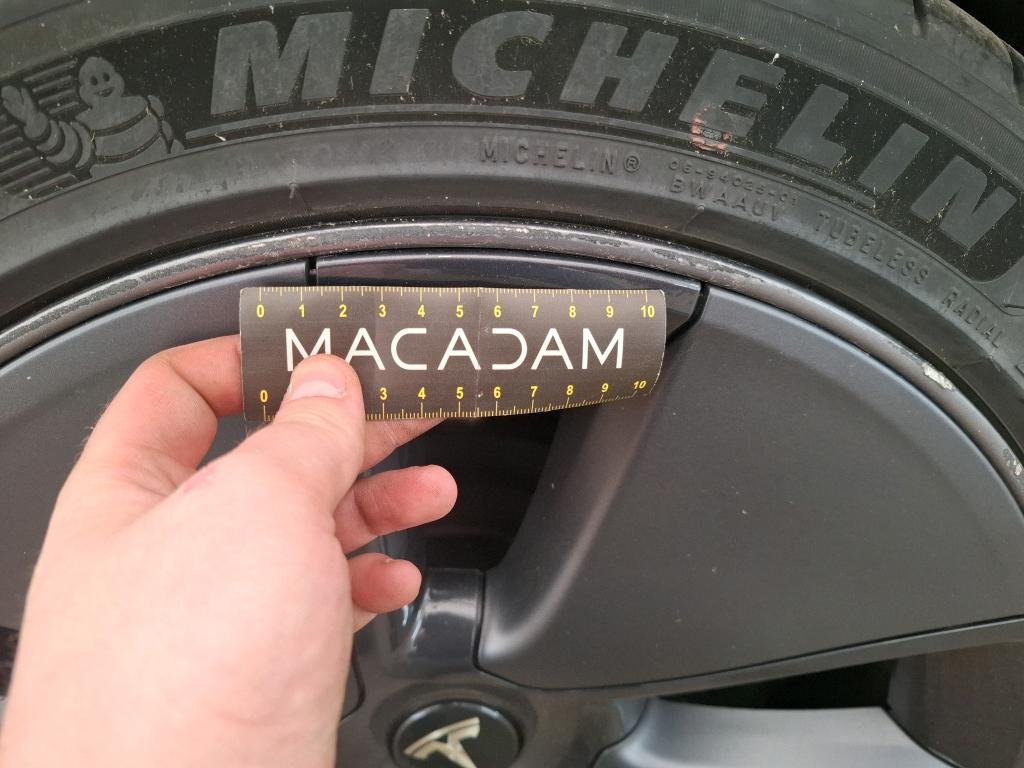 MICHELIN
MICHELIN®
BWAAUV
TUBELESS RADIAL
0 1 2 3 4 5 6 7 8 9 10
MACADAM
0 3 4 5 6 7 8 9 10